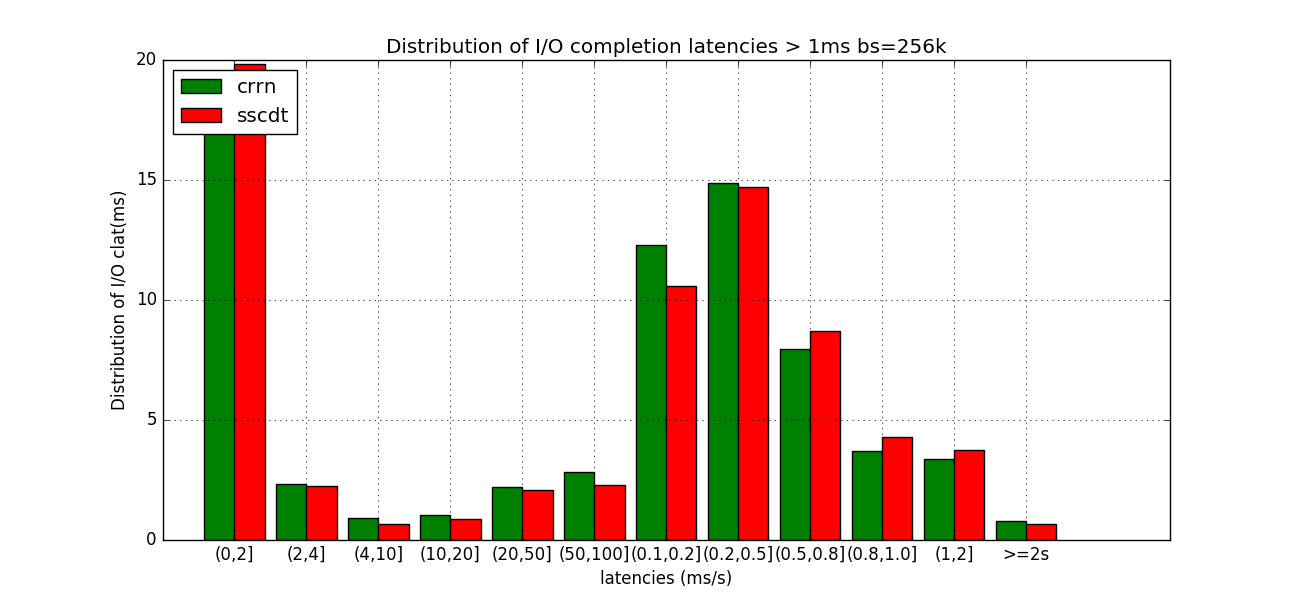 Distribution of I/O completion latencies > 1ms bs=256k
crrn
sscdt
Distribution of I/O clat(ms)
20
15
10
5
0
(0,2] (2,4] (4,10] (10,20] (20,50] (50,100] (0.1,0.2] (0.2,0.5] (0.5,0.8] (0.8,1.0] (1,2] >=2s
latencies (ms/s)